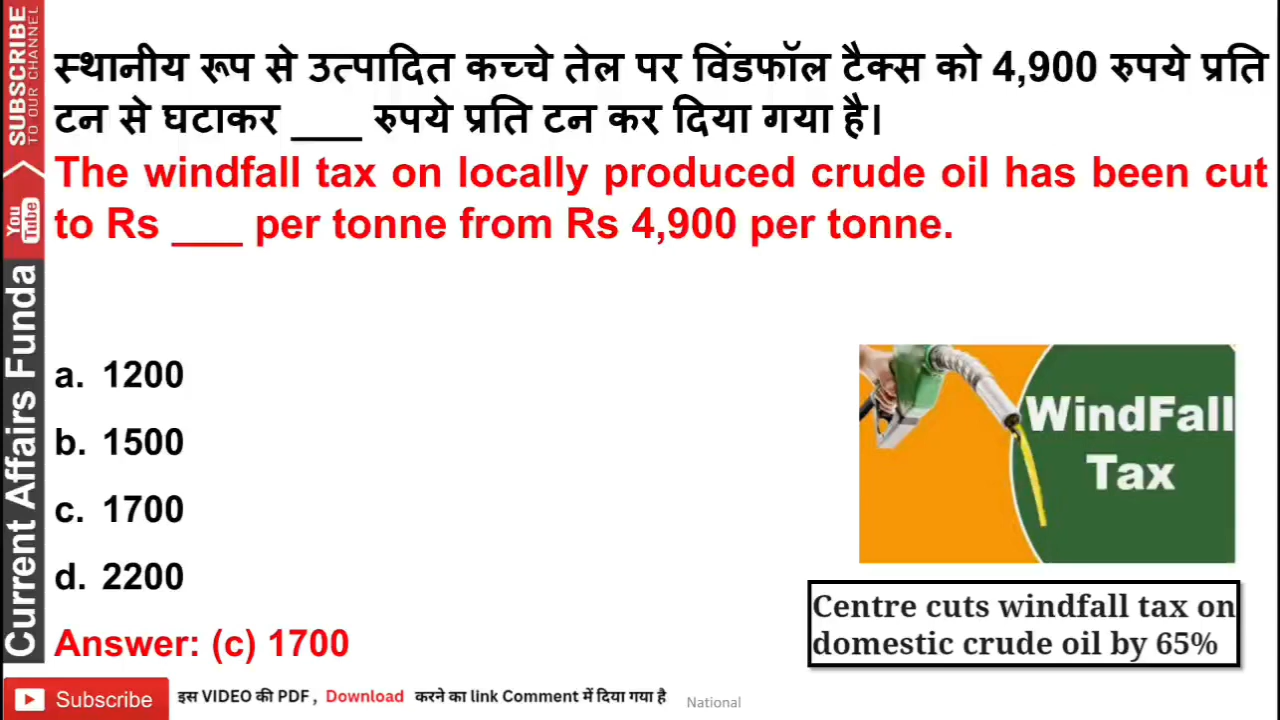 स्थानीय रूप से उत्पादित कच्चे तेल पर विंडफॉल टैक्स को 4,900 रुपये प्रति
टन से घटाकर ___ रुपये प्रति टन कर दिया गया है।
The windfall tax on locally produced crude oil has been cut
to Rs ___ per tonne from Rs 4,900 per tonne.
a. 1200
b. 1500
c. 1700
d. 2200
Answer: (c) 1700
WindFall
Tax
Centre cuts windfall tax on
domestic crude oil by 65%
SUBSCRIBE
TO OUR CHANNEL
You
Tube
Current Affairs Funda
Subscribe
इस VIDEO की PDF , Download करने का link Comment में दिया गया है
National